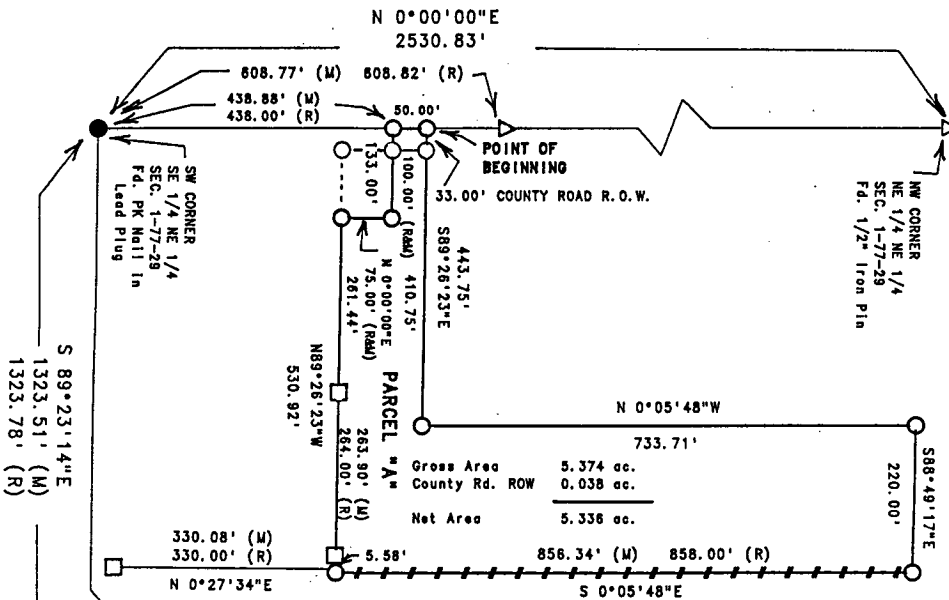 N 0°00'00"E
2530.83'
608.77' (M) 608.82' (R)
438.88' (M)
438.00' (R)
50.00'
POINT OF
BEGINNING
33.00' COUNTY ROAD R.O.W.
SW CORNER
SE 1/4 NE 1/4
SEC. 1-77-29
Fd. PK Nail in
Lead Plug
NW CORNER
NE 1/4 NE 1/4
SEC. 1-77-29
Fd. 1/2" Iron Pin
133.00'
100.00' (R&M)
410.75'
443.75'
S89°26'23"E
N 0°00'00"E
75.00' (R&M)
261.44'
N89°26'23"W
530.92'
263.90' (M)
264.00' (R)
PARCEL "A"
S 89°23'14"E
1323.51' (M)
1323.78' (R)
N 0°05'48"W
733.71'
Gross Area 5.374 ac.
County Rd. ROW 0.038 ac.
Net Area 5.336 ac.
S88°49'17"E
220.00'
330.08' (M)
330.00' (R)
N 0°27'34"E
5.58'
856.34' (M) 858.00' (R)
S 0°05'48"E